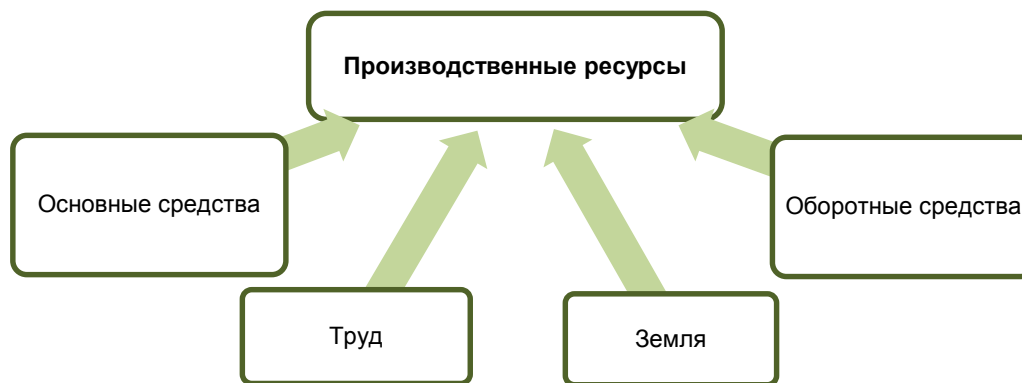 Производственные ресурсы
Основные средства
Оборотные средства
Труд
Земля